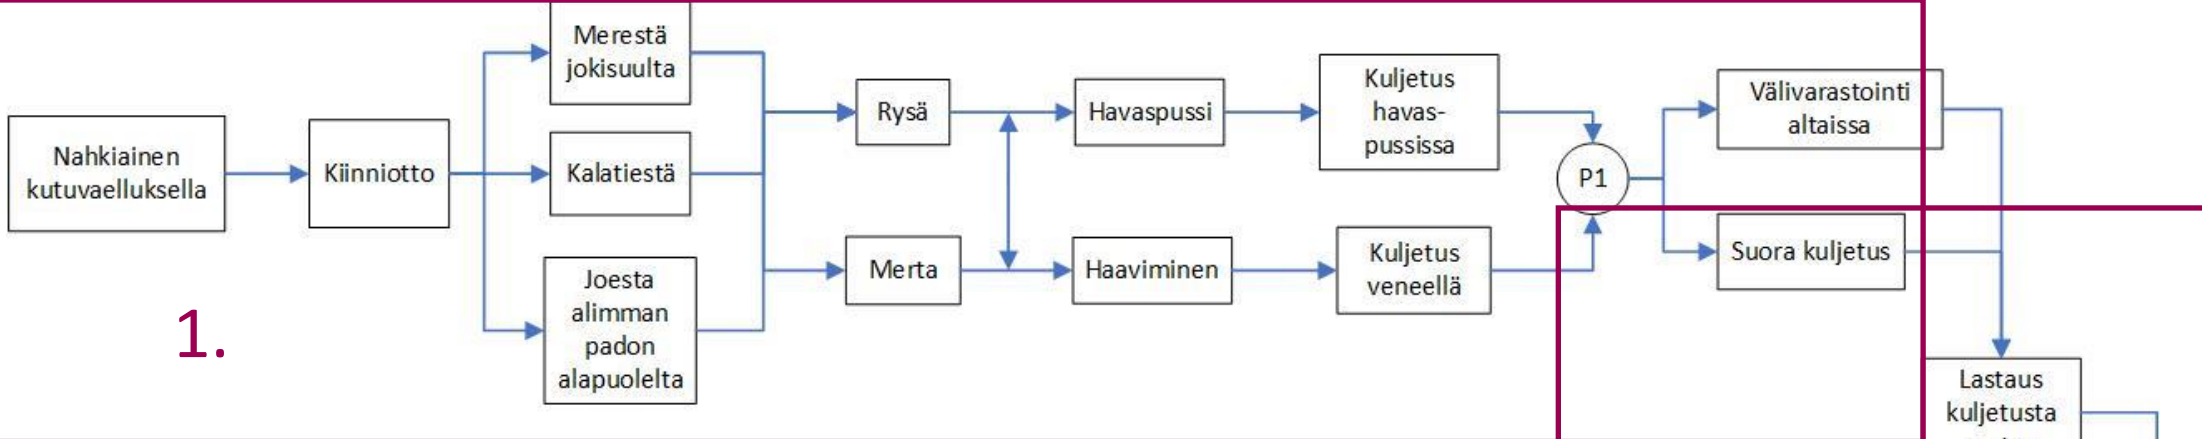 Nahkiainen
kutuvaelluksella
Kiinniotto
Merestä
jokisuulta
Kalatiestä
Joesta
alimman
padon
alapuolelta
Rysä
Merta
Havaspussi
Haaviminen
Kuljetus
havas-
pussissa
Kuljetus
veneellä
P1
Välivarastointi
altaissa
Suora kuljetus
Lastaus
kuljetusta
1.